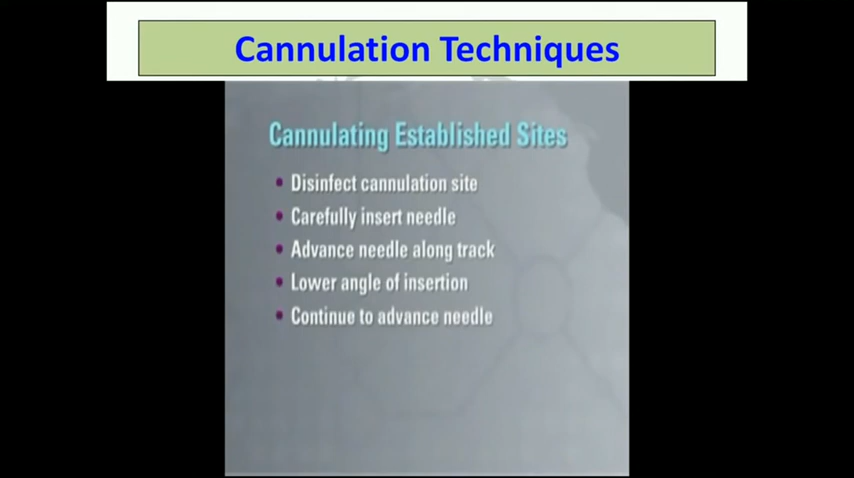 Cannulation Techniques
Cannulating Established Sites
• Disinfect cannulation site
• Carefully insert needle
• Advance needle along track
• Lower angle of insertion
• Continue to advance needle